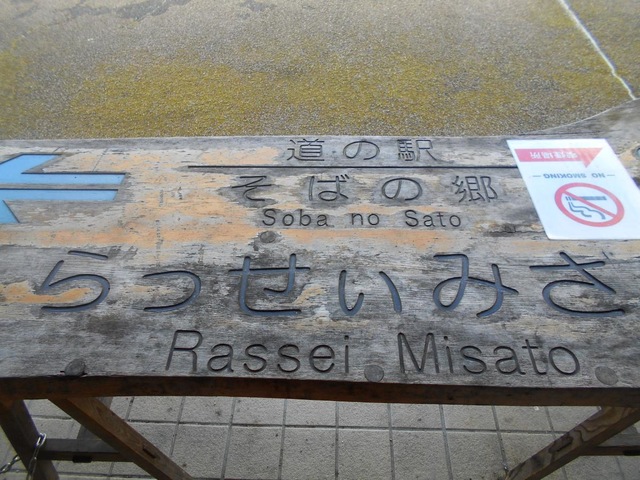 道の駅
そばの郷
Soba no Sato
らっせいみさと
Rassei Misato
NO SMOKING